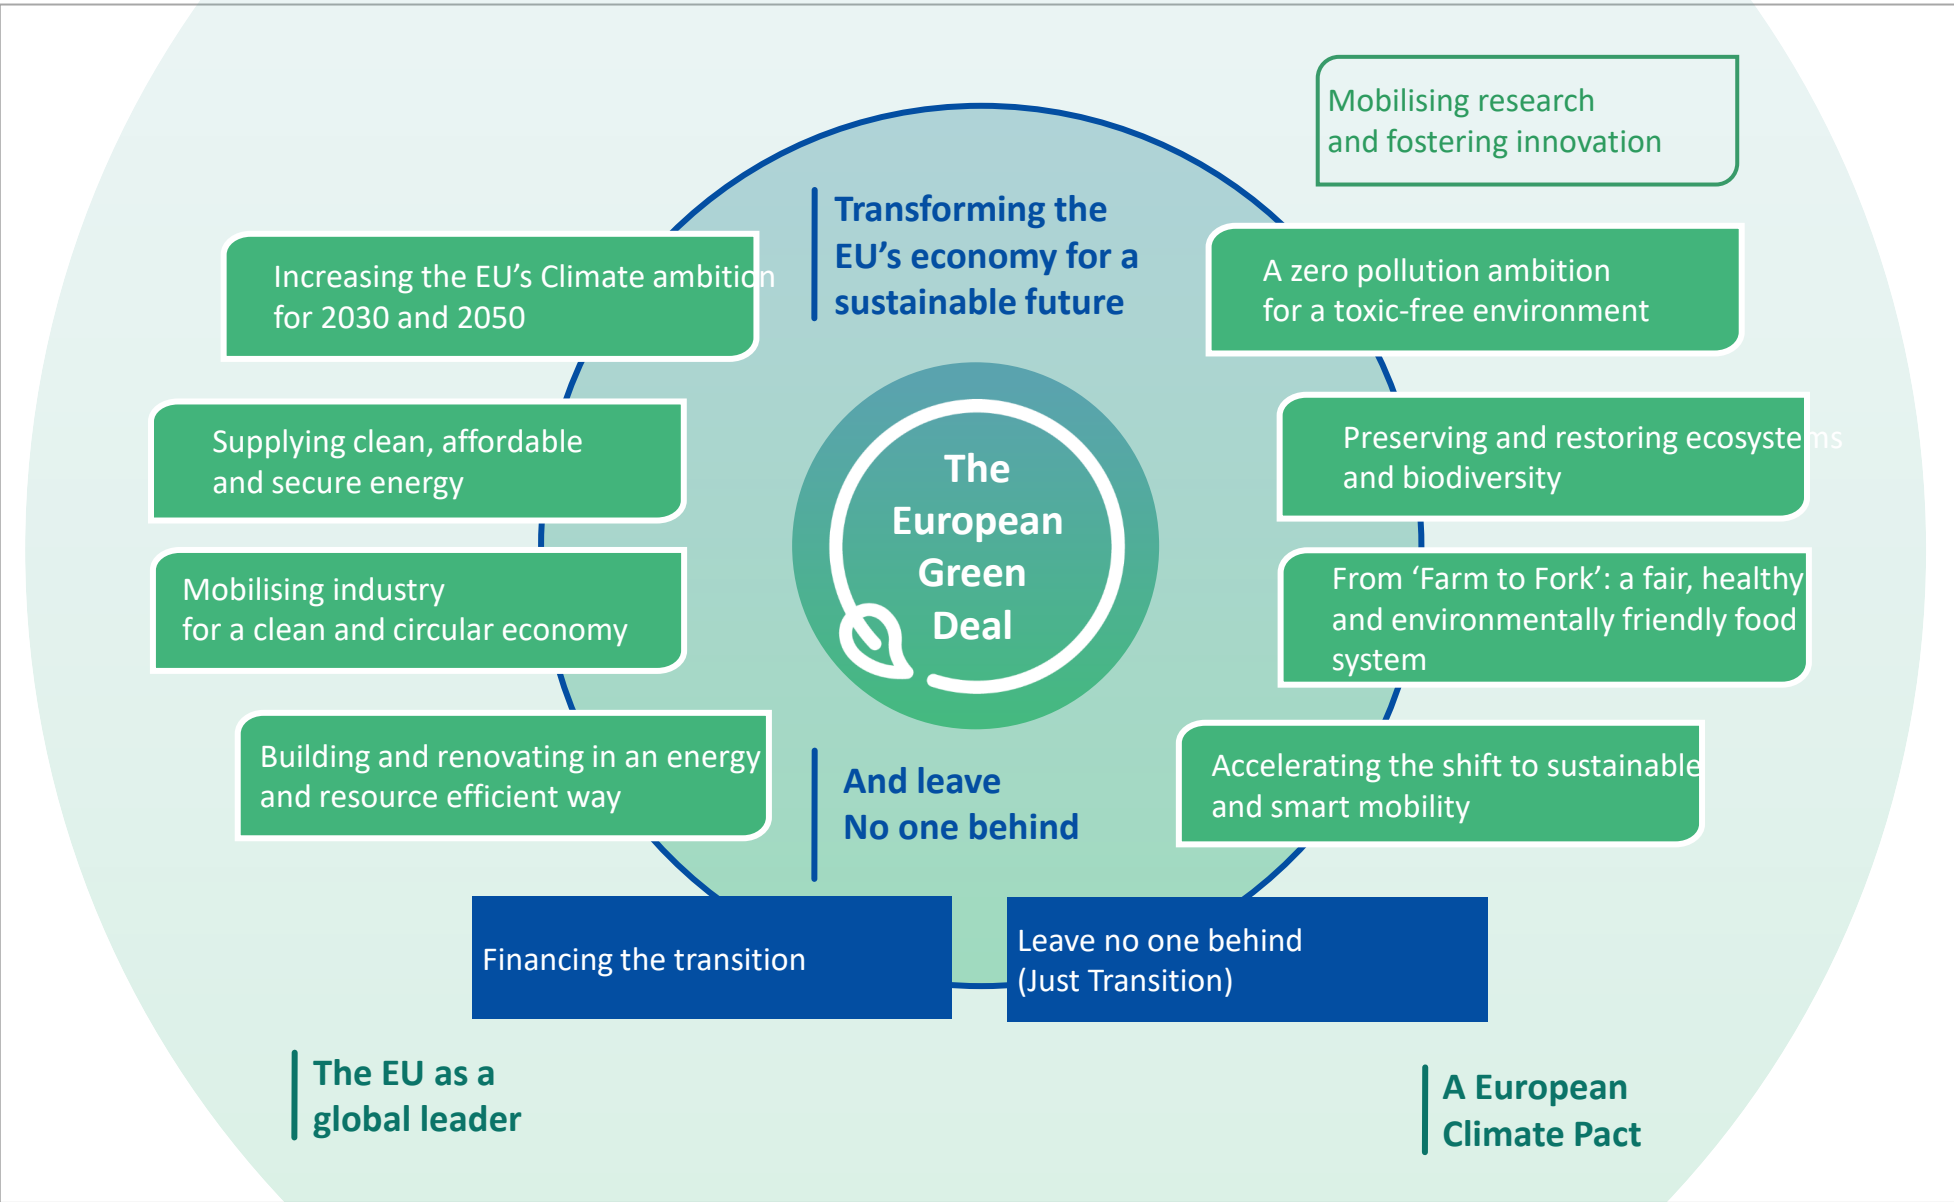 Mobilising research
and fostering innovation
Transforming the
EU’s economy for a
sustainable future
Increasing the EU’s Climate ambition
for 2030 and 2050
A zero pollution ambition
for a toxic-free environment
Supplying clean, affordable
and secure energy
Preserving and restoring ecosystems
and biodiversity
The
European
Green
Deal
Mobilising industry
for a clean and circular economy
From ‘Farm to Fork’: a fair, healthy
and environmentally friendly food
system
Building and renovating in an energy
and resource efficient way
Accelerating the shift to sustainable
and smart mobility
And leave
No one behind
Financing the transition
Leave no one behind
(Just Transition)
The EU as a
global leader
A European
Climate Pact